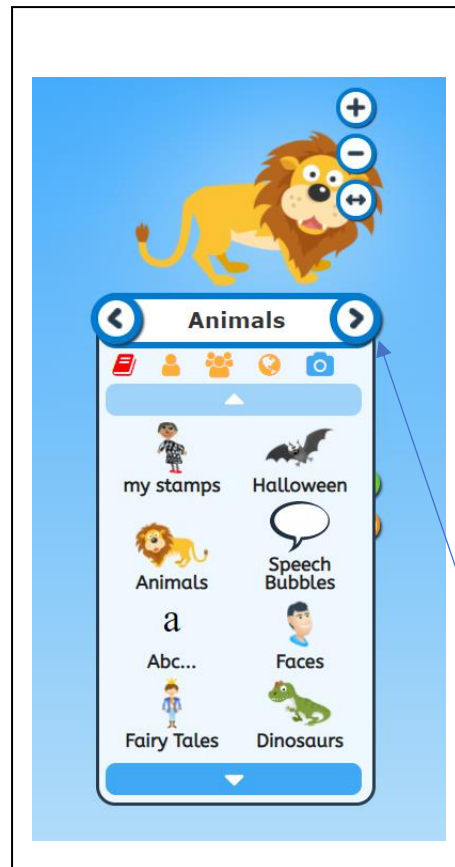 Animals
my stamps
Halloween
Animals
Speech
Bubbles
a
Abc...
Faces
Fairy Tales
Dinosaurs